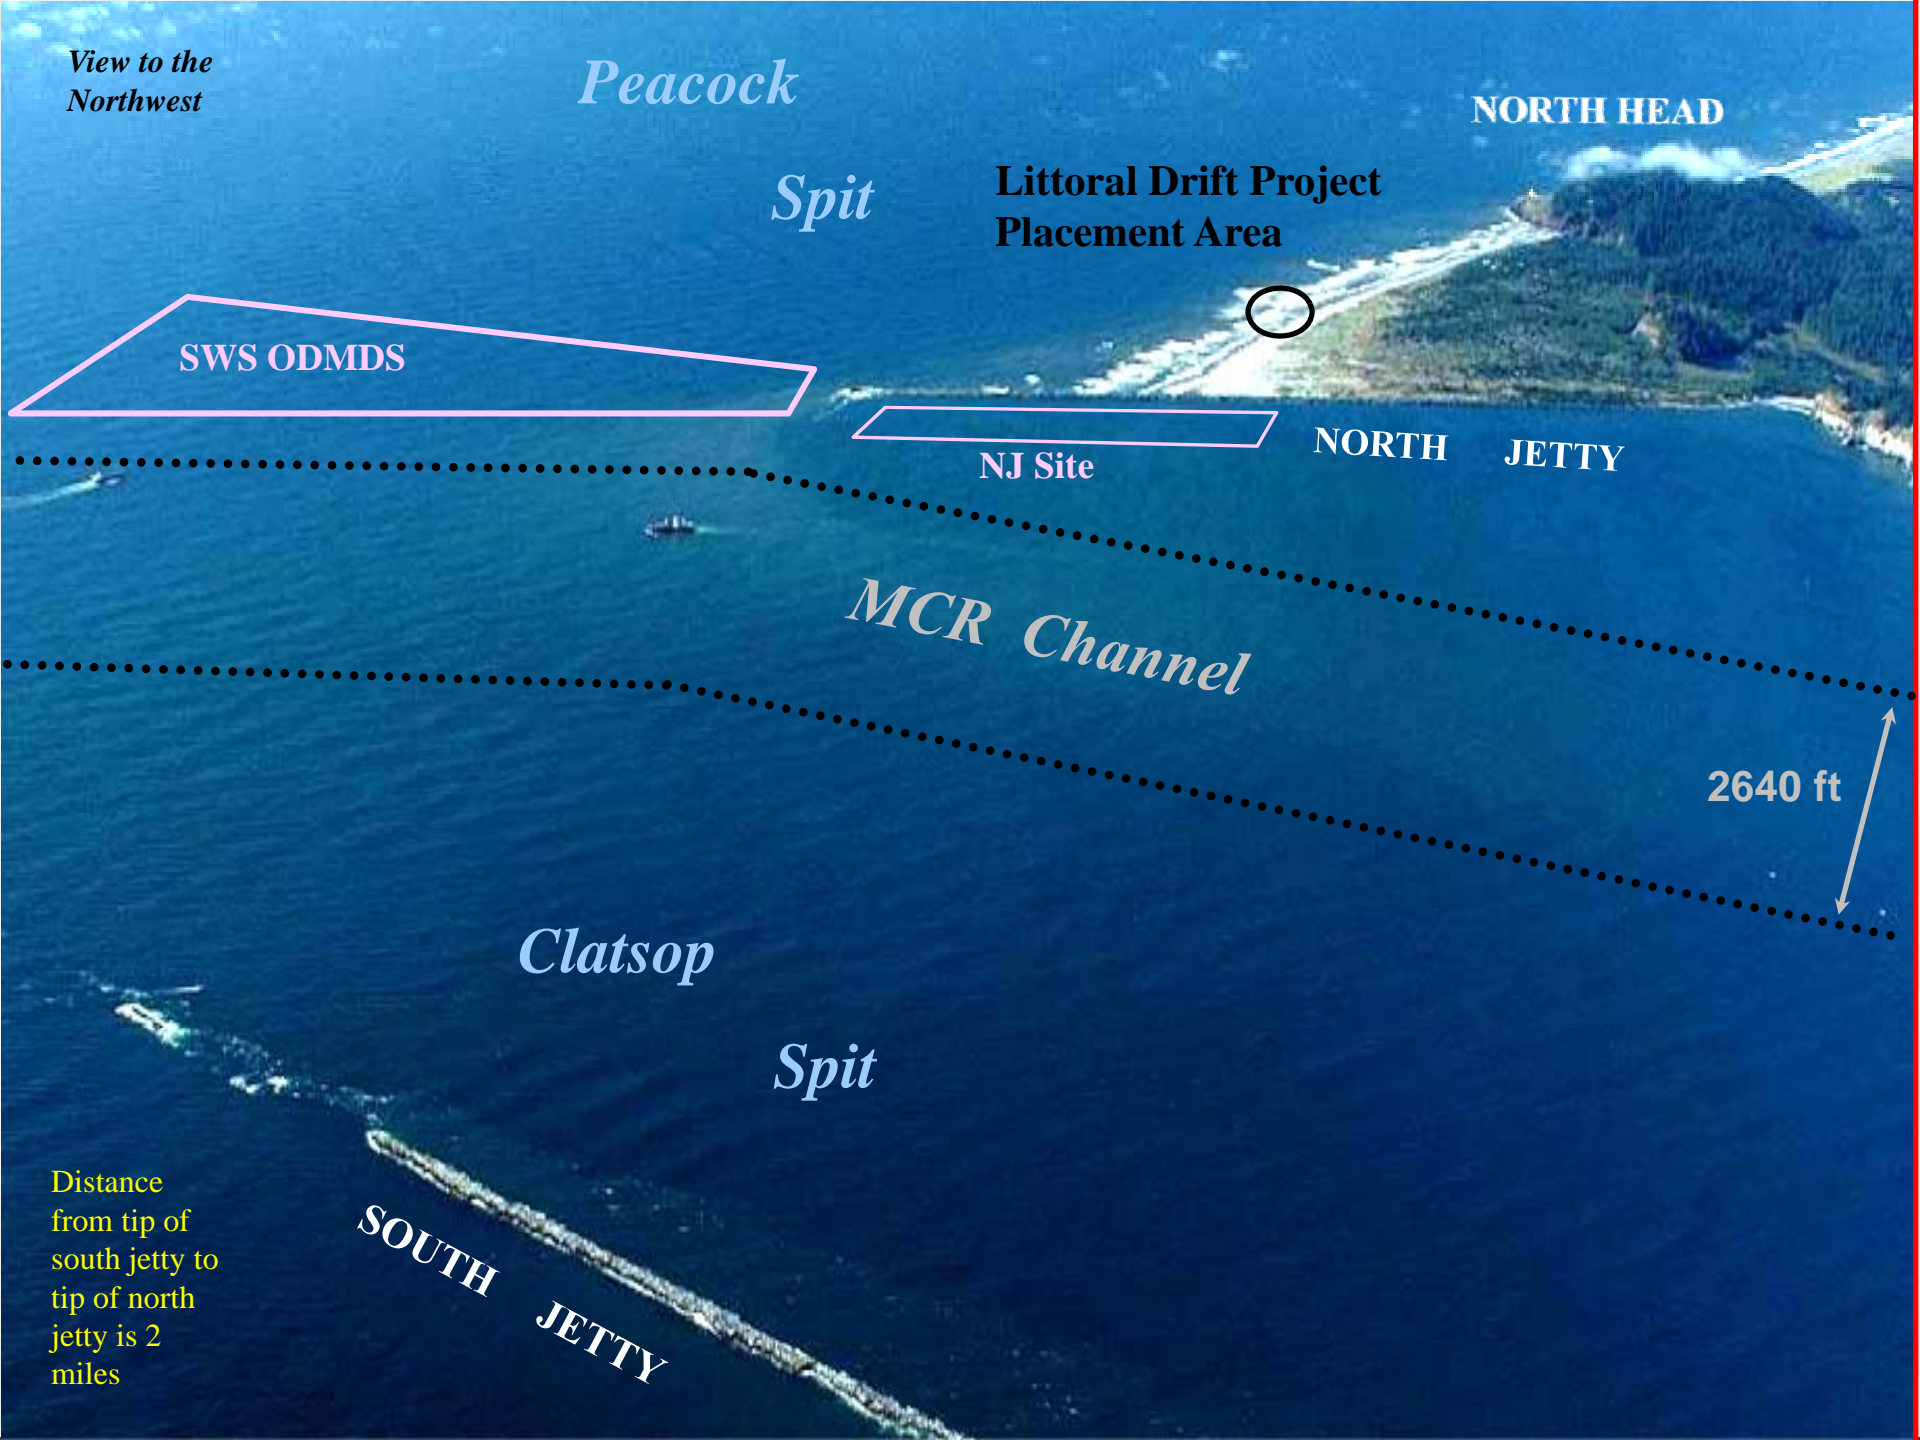 View to the
Northwest
Peacock
Spit
NORTH HEAD
Littoral Drift Project
Placement Area
SWS ODMDS
NORTH JETTY
NJ Site
MCR Channel
2640 ft
Clatsop
Spit
Distance
from tip of
south jetty to
tip of north
jetty is 2
miles
SOUTH JETTY